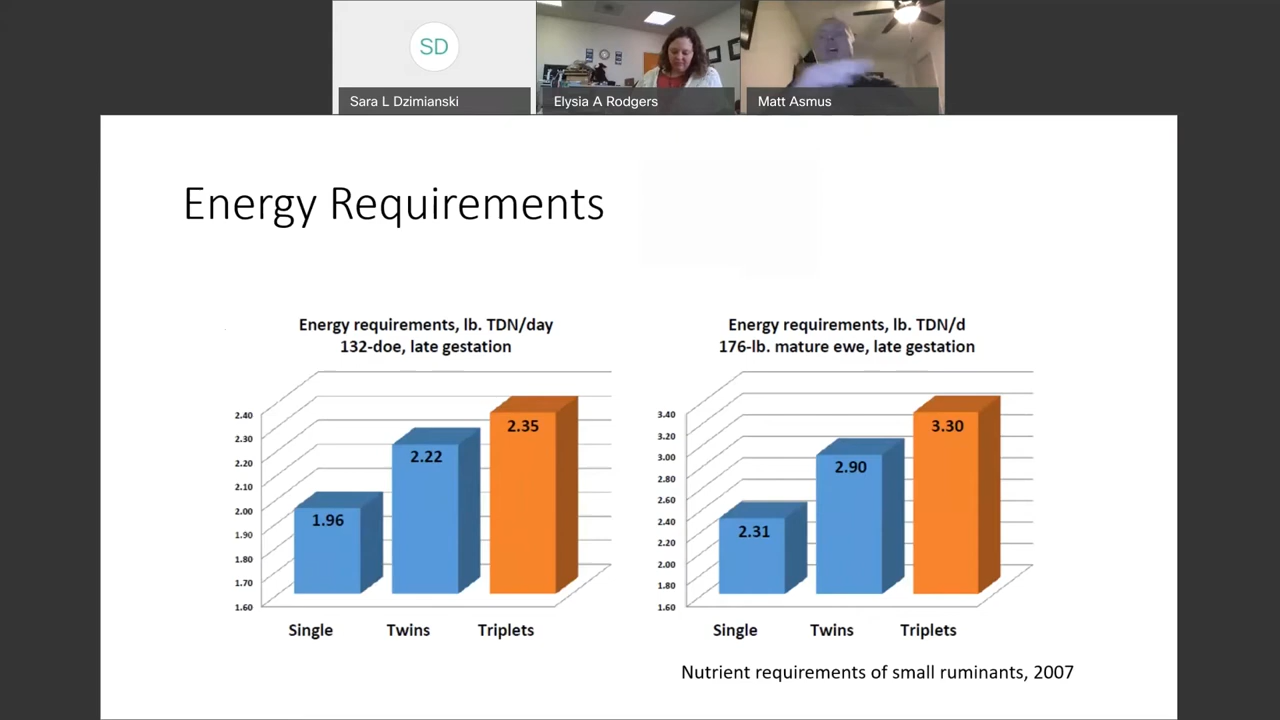 SD
Sara L Dzimianski
Elysia A Rodgers
Matt Asmus
Energy Requirements
Energy requirements, lb. TDN/day
132-doe, late gestation
2.40
2.30
2.20
2.10
2.00
1.90
1.80
1.70
1.60
1.96
2.22
2.35
Single
Twins
Triplets
Energy requirements, lb. TDN/d
176-lb. mature ewe, late gestation
3.40
3.20
3.00
2.80
2.60
2.40
2.20
2.00
1.80
1.60
2.31
2.90
3.30
Single
Twins
Triplets
Nutrient requirements of small ruminants, 2007